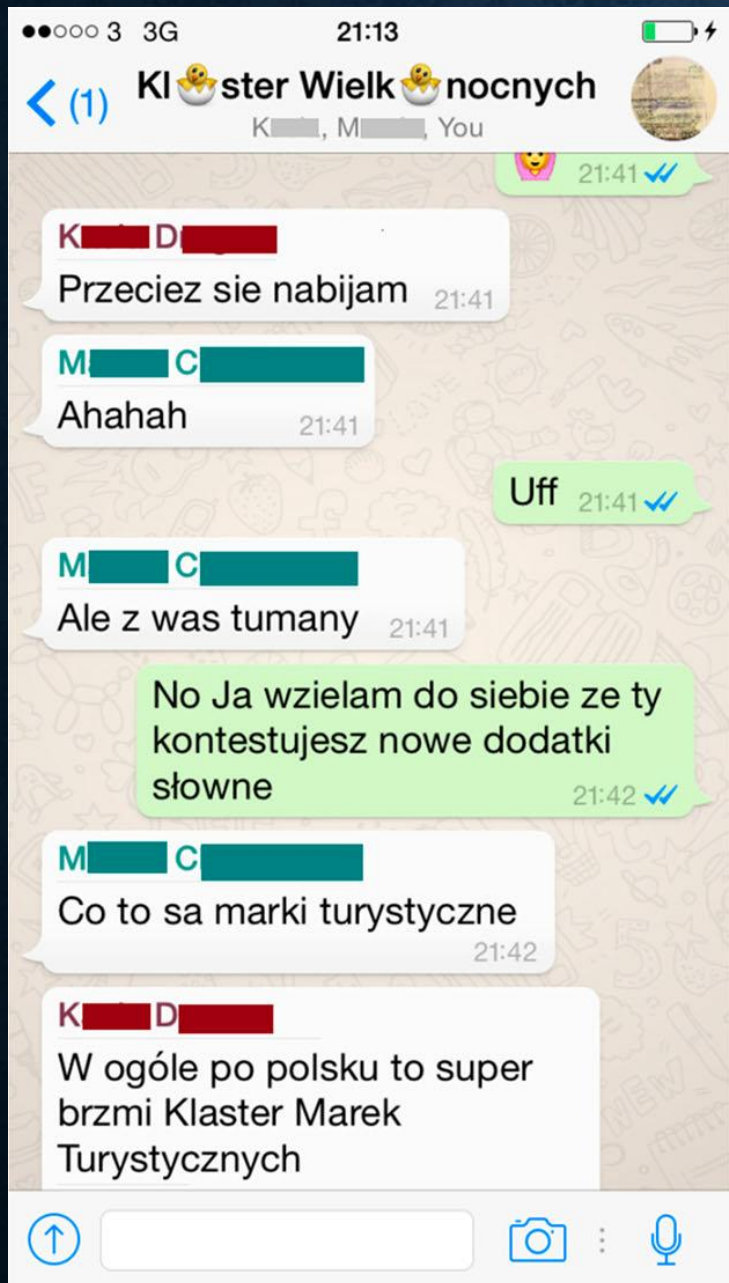 3 3G 21:13
(1) Kl🐣ster Wielk🐣nocnych
K, M, You
21:41
K D
Przeciez sie nabijam 21:41
M C
Ahahah 21:41
Uff 21:41
M C
Ale z was tumany 21:41
No Ja wzielam do siebie ze ty
kontestujesz nowe dodatki
słowne 21:42
M C
Co to sa marki turystyczne
21:42
K D
W ogóle po polsku to super
brzmi Klaster Marek
Turystycznych